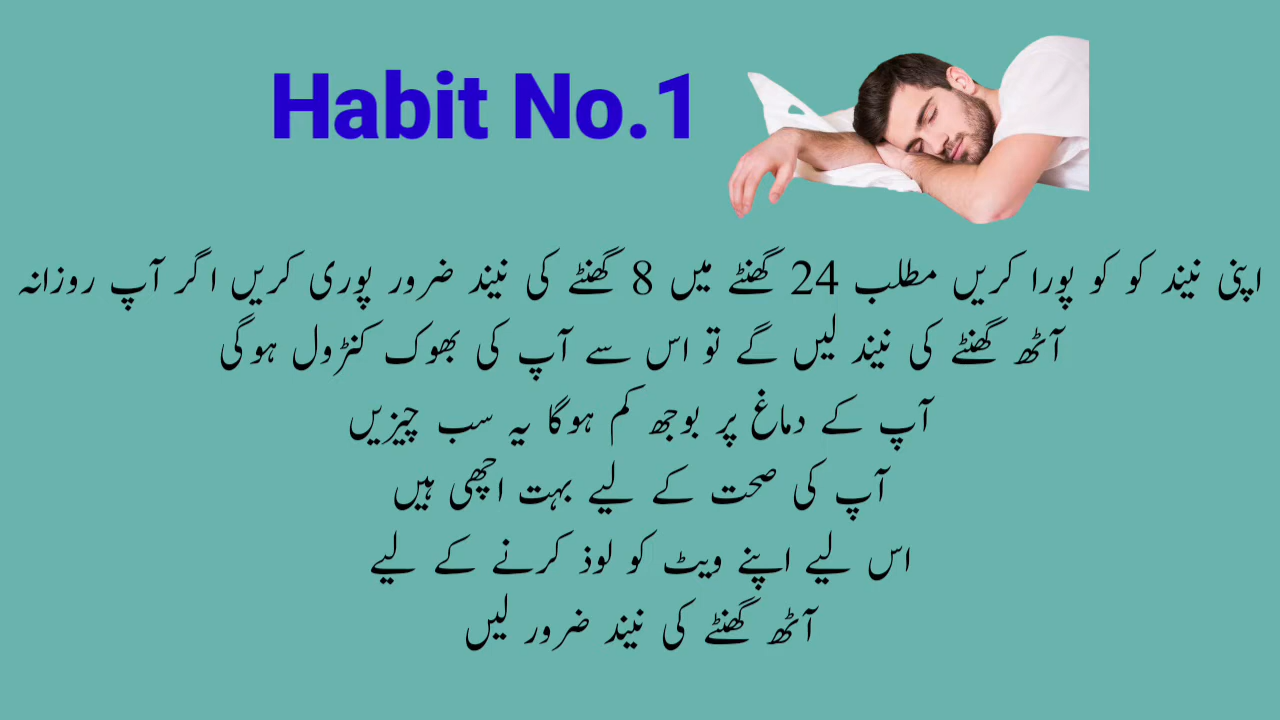 Habit No.1
اپنی نیند کو کو پورا کریں مطلب 24 گھنٹے میں 8 گھنٹے کی نیند ضرور پوری کریں اگر آپ روزانہ
آٹھ گھنٹے کی نیند لیں گے تو اس سے آپ کی بھوک کنڑول ہوگی
آپ کے دماغ پر بوجھ کم ہوگا یہ سب چیزیں
آپ کی صحت کے لیے بہت اچھی ہیں
اس لیے اپنے ویٹ کو لوذ کرنے کے لیے
آٹھ گھنٹے کی نیند ضرور لیں